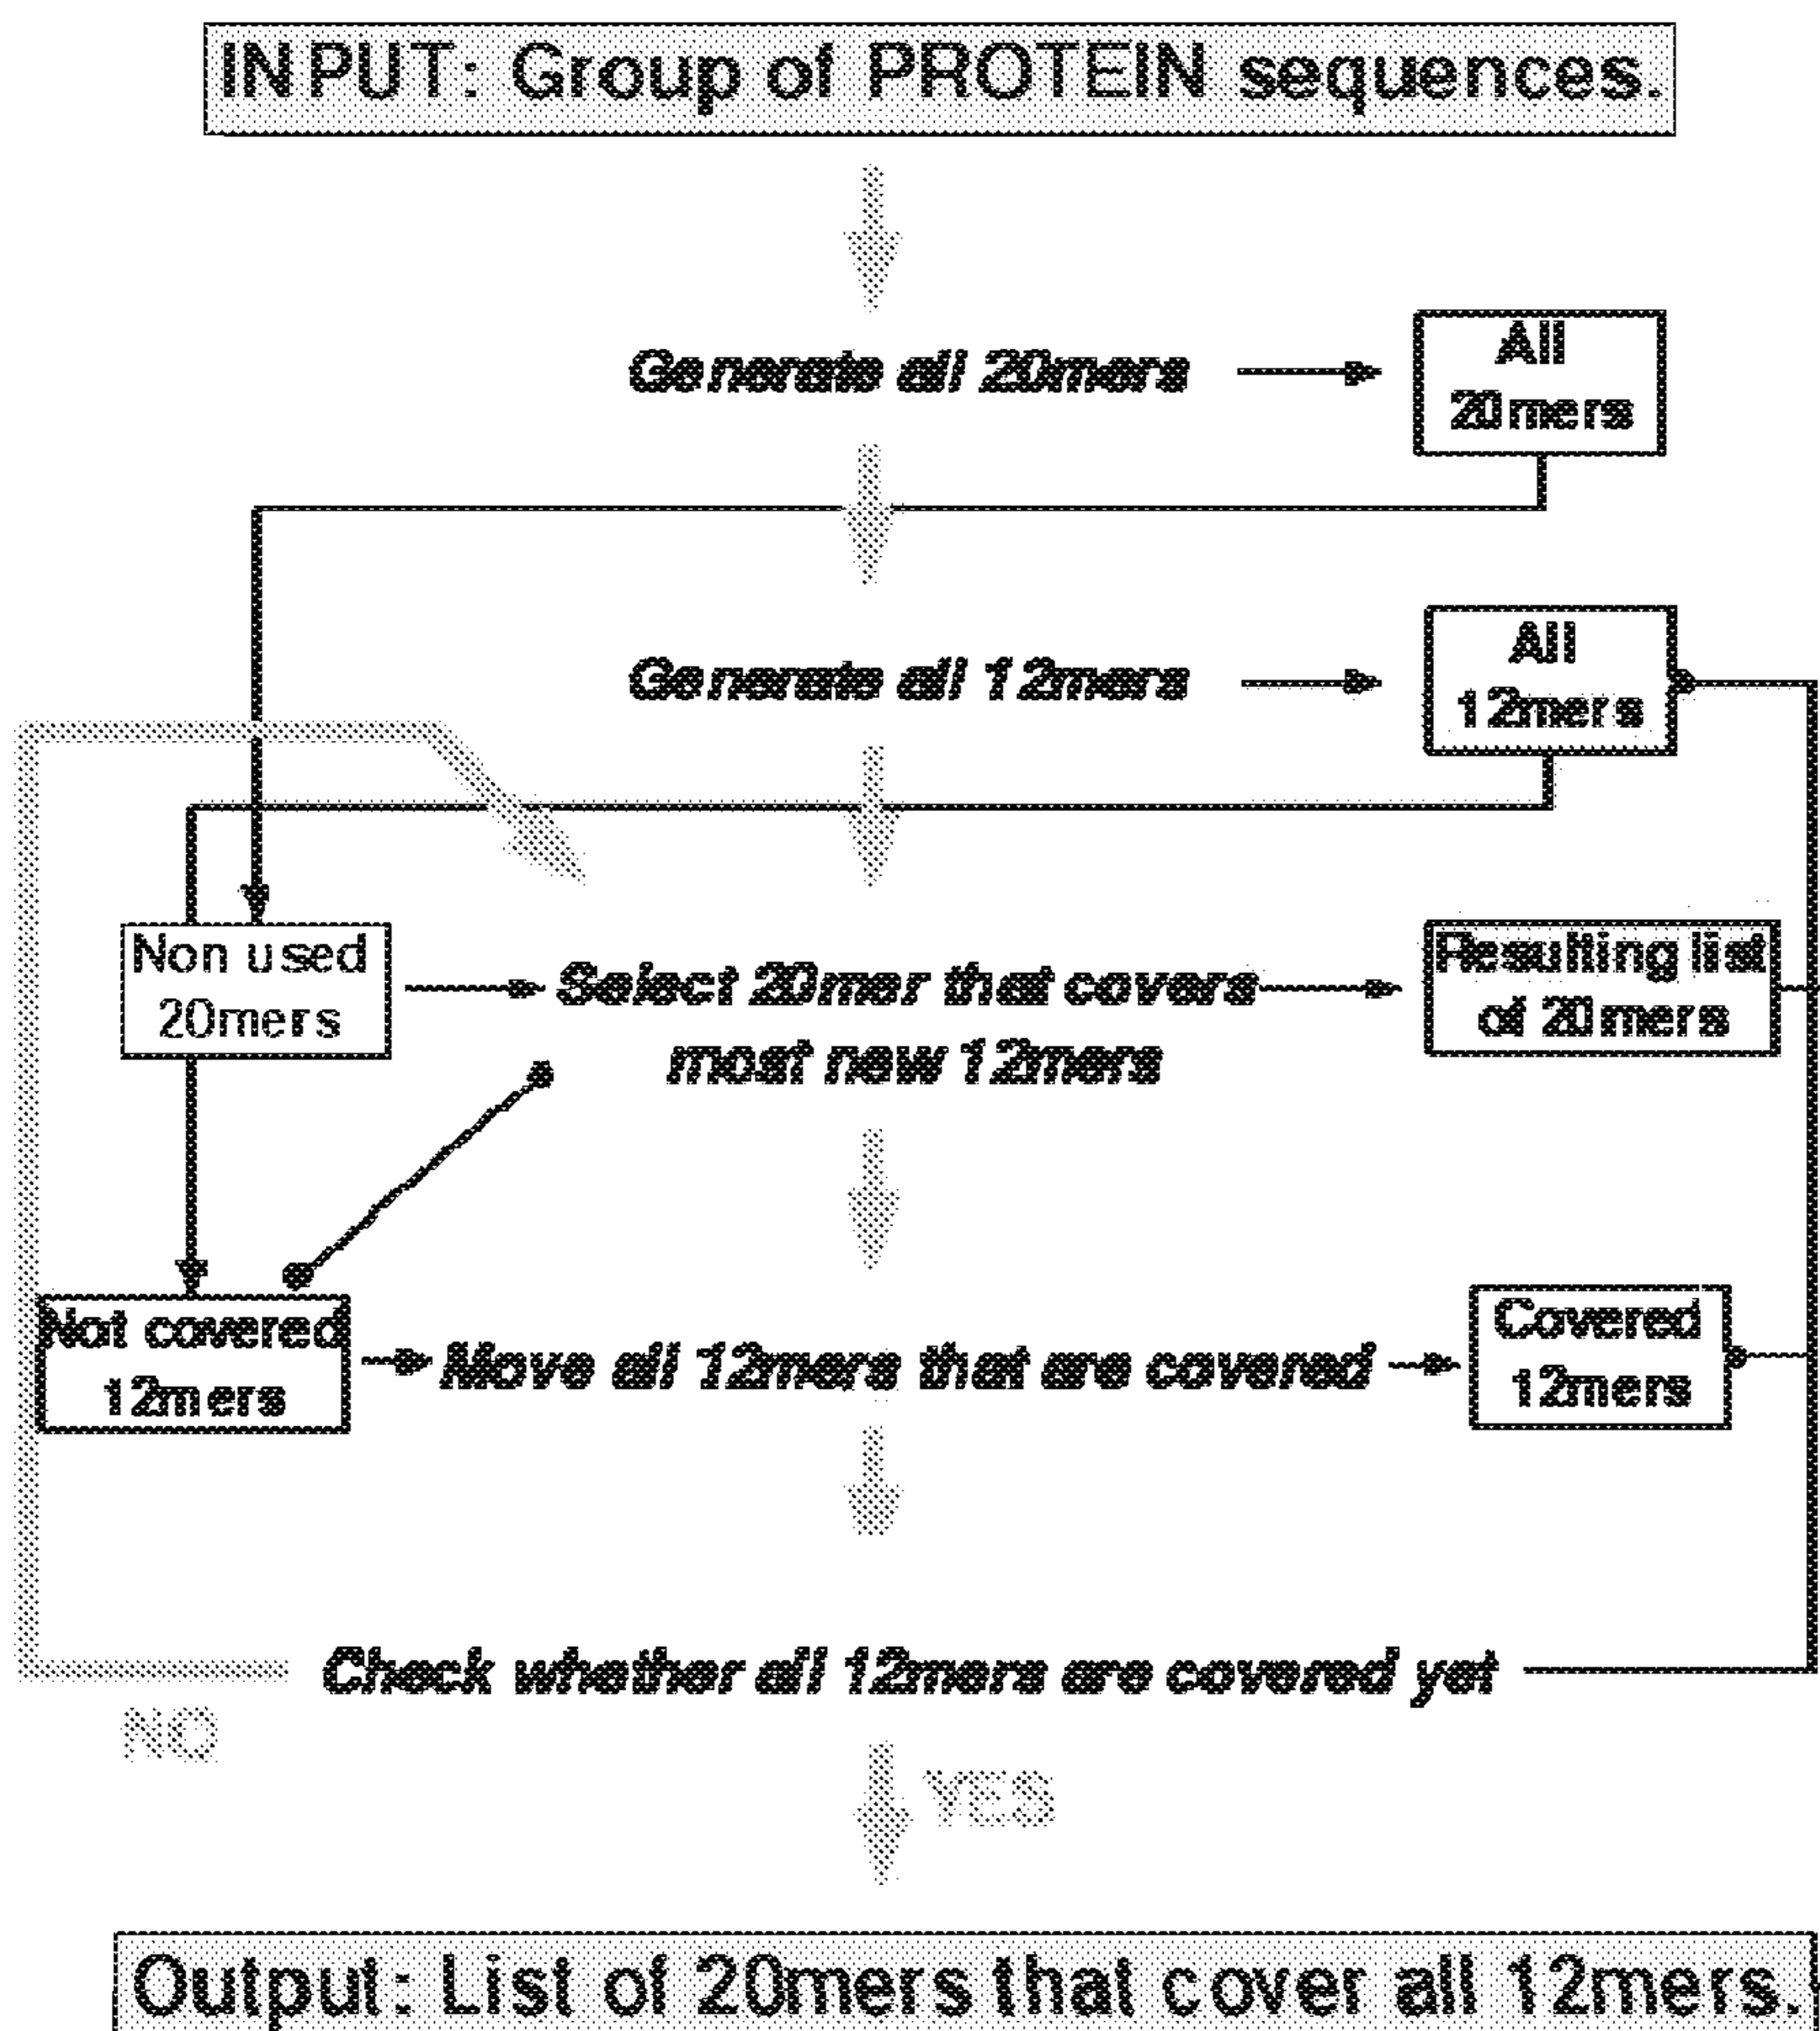 INPUT: Group of PROTEIN sequences.
Generate all 20mers
All
20mers
Generate all 12mers
All
12mers
Non used
20mers
Select 20mer that covers
most new 12mers
Resulting list
of 20mers
Not covered
12mers
Move all 12mers that are covered
Covered
12mers
Check whether all 12mers are covered yet
NO
YES
Output: List of 20mers that cover all 12mers.